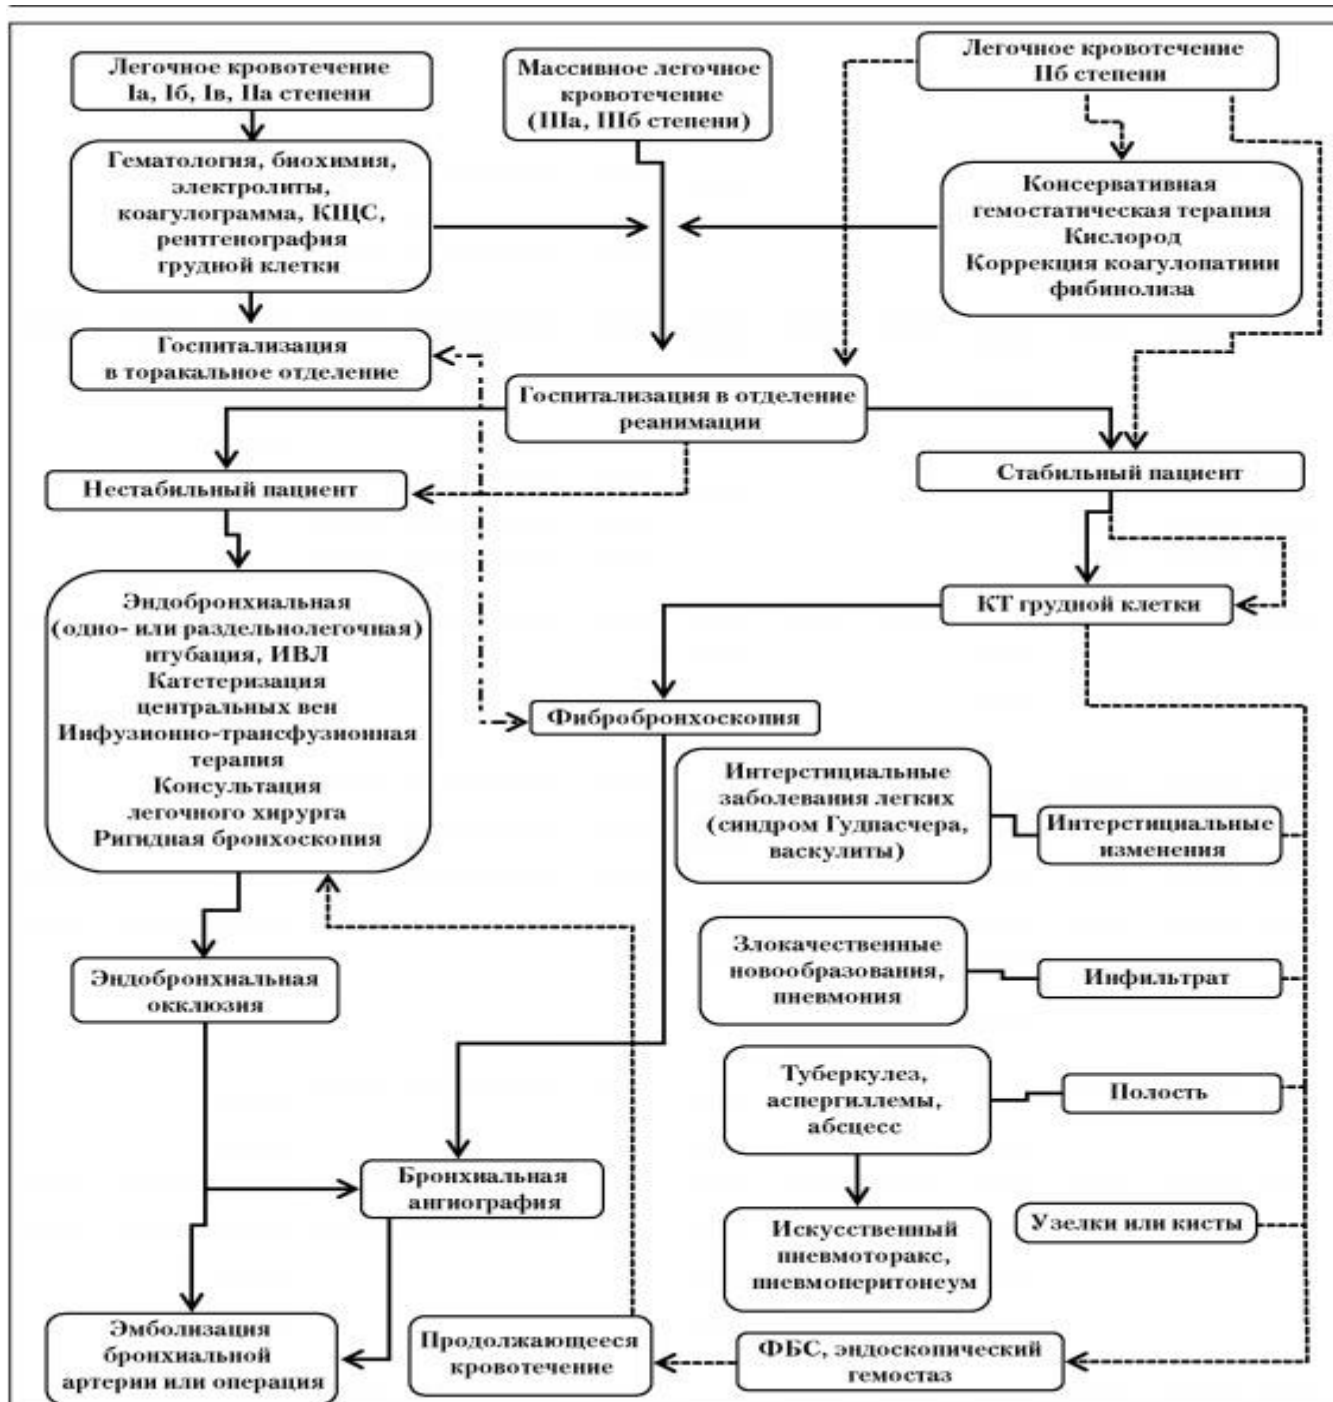 Легочное кровотечение
Iа, Iб, Iв, IIа степени
Массивное легочное
кровотечение
(IIIа, IIIб степени)
Легочное кровотечение
IIб степени
Гематология, биохимия,
электролиты,
коагулограмма, КЩС,
рентгенография
грудной клетки
Консервативная
гемостатическая терапия
Кислород
Коррекция коагулопатиии
фибинолиза
Госпитализация
в торакальное отделение
Госпитализация в отделение
реанимации
Нестабильный пациент
Стабильный пациент
Эндобронхиальная
(одно- или раздельнолегочная)
нтубация, ИВЛ
Катетеризация
центральных вен
Инфузионно-трансфузионная
терапия
Консультация
легочного хирурга
Ригидная бронхоскопия
КТ грудной клетки
Фибробронхоскопия
Интерстициальные
заболевания легких
(синдром Гудпасчера,
васкулиты)
Интерстициальные
изменения
Злокачественные
новообразования,
пневмония
Инфильтрат
Эндобронхиальная
окклюзия
Туберкулез,
аспергиллемы,
абсцесс
Полость
Бронхиальная
ангиография
Искусственный
пневмоторакс,
пневмоперитонеум
Узелки или кисты
Эмболизация
бронхиальной
артерии или операция
Продолжающееся
кровотечение
ФБС, эндоскопический
гемостаз